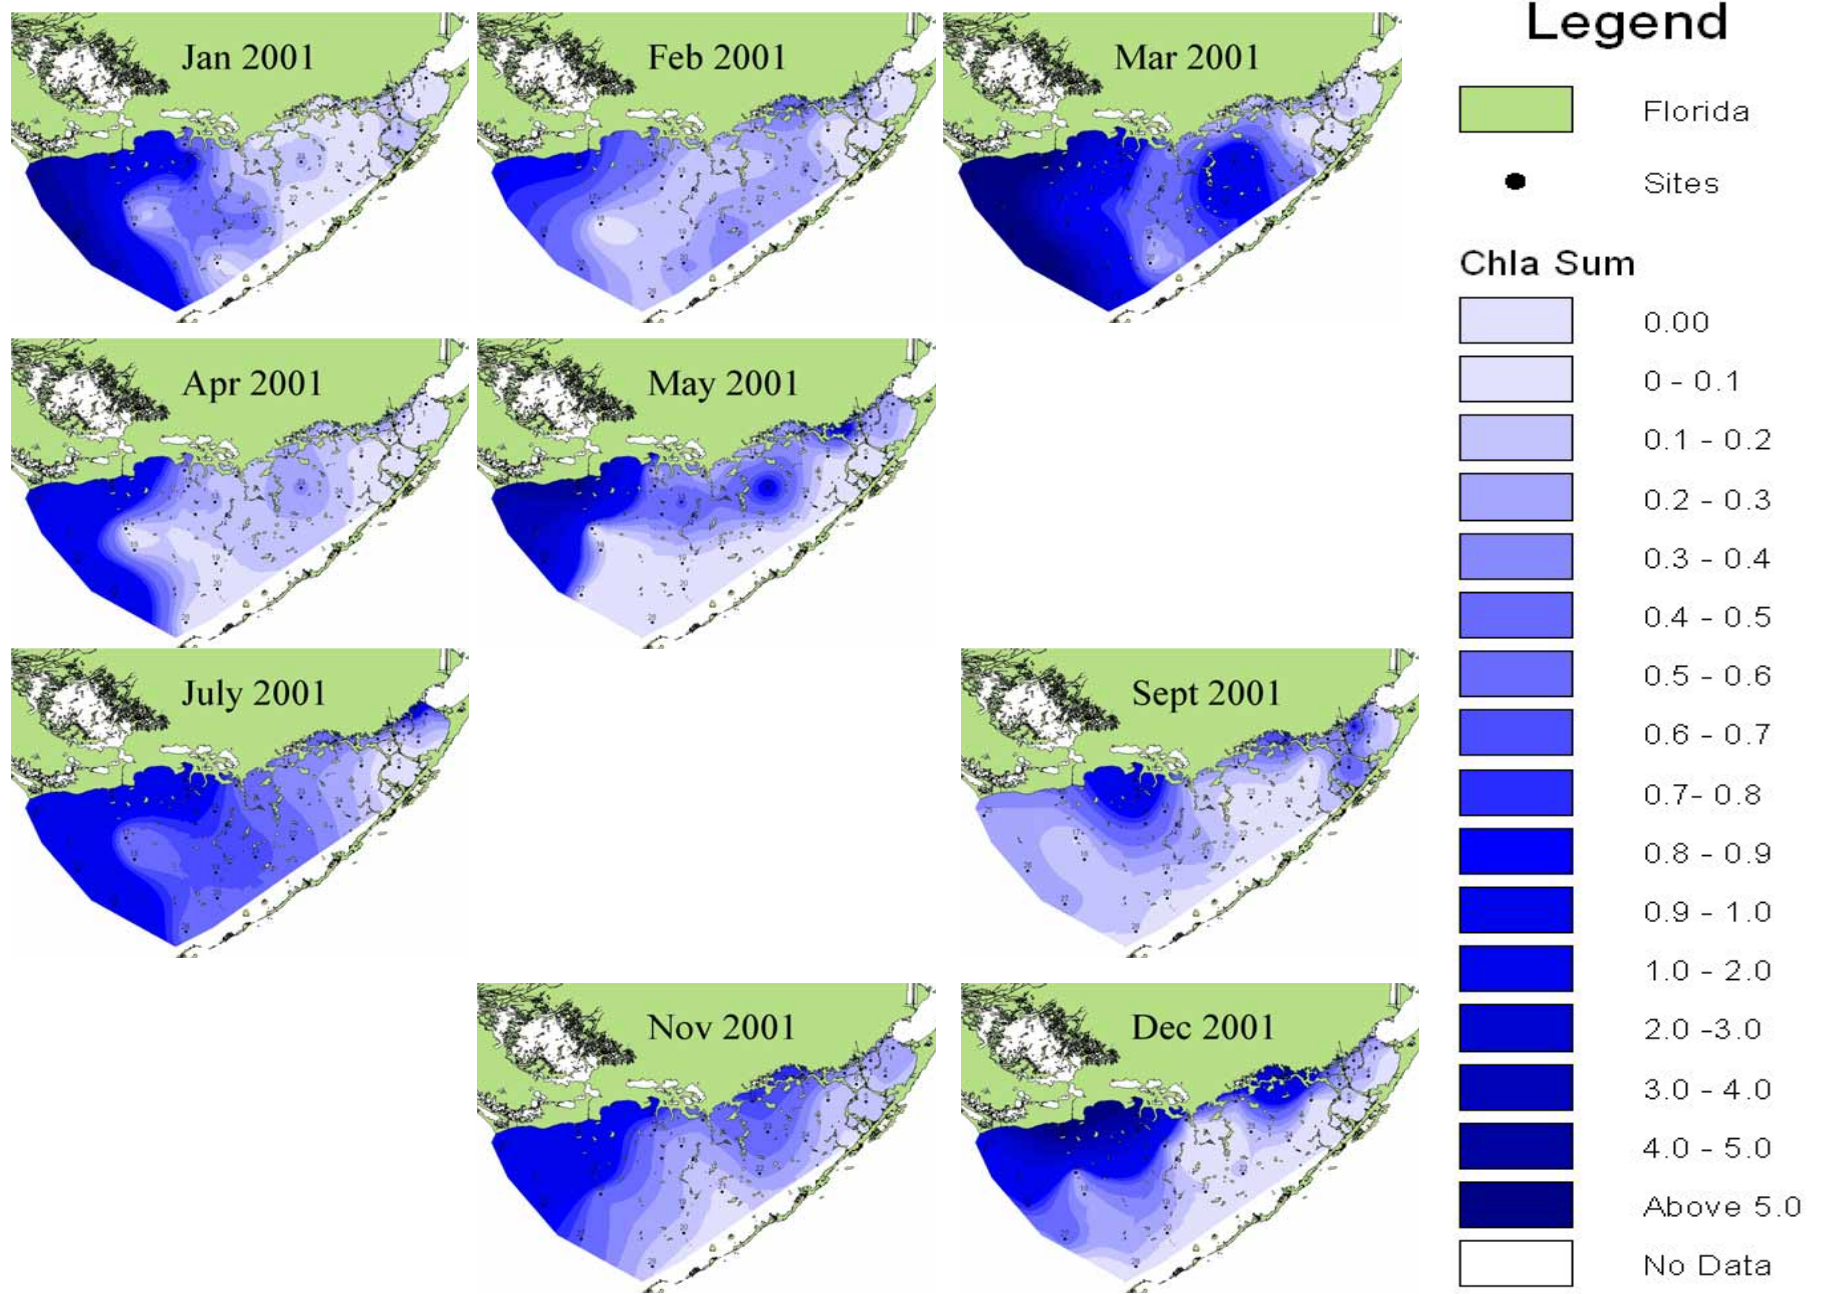 Jan 2001
Feb 2001
Mar 2001
Apr 2001
May 2001
July 2001
Sept 2001
Nov 2001
Dec 2001
Legend
Florida
Sites
Chla Sum
0.00
0 - 0.1
0.1 - 0.2
0.2 - 0.3
0.3 - 0.4
0.4 - 0.5
0.5 - 0.6
0.6 - 0.7
0.7- 0.8
0.8 - 0.9
0.9 - 1.0
1.0 - 2.0
2.0 -3.0
3.0 - 4.0
4.0 - 5.0
Above 5.0
No Data